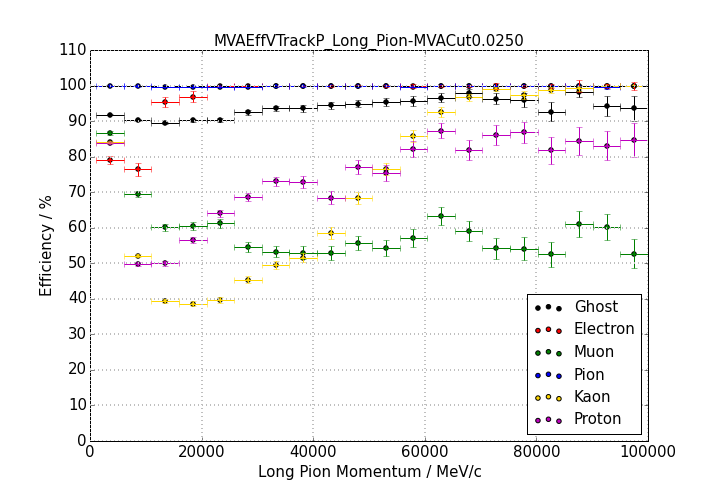 MVAEffVTrackP_Long_Pion-MVACut0.0250
110
100
90
80
70
60
50
40
30
20
10
0
Efficiency / %
Ghost
Electron
Muon
Pion
Kaon
Proton
0 20000 40000 60000 80000 100000
Long Pion Momentum / MeV/c